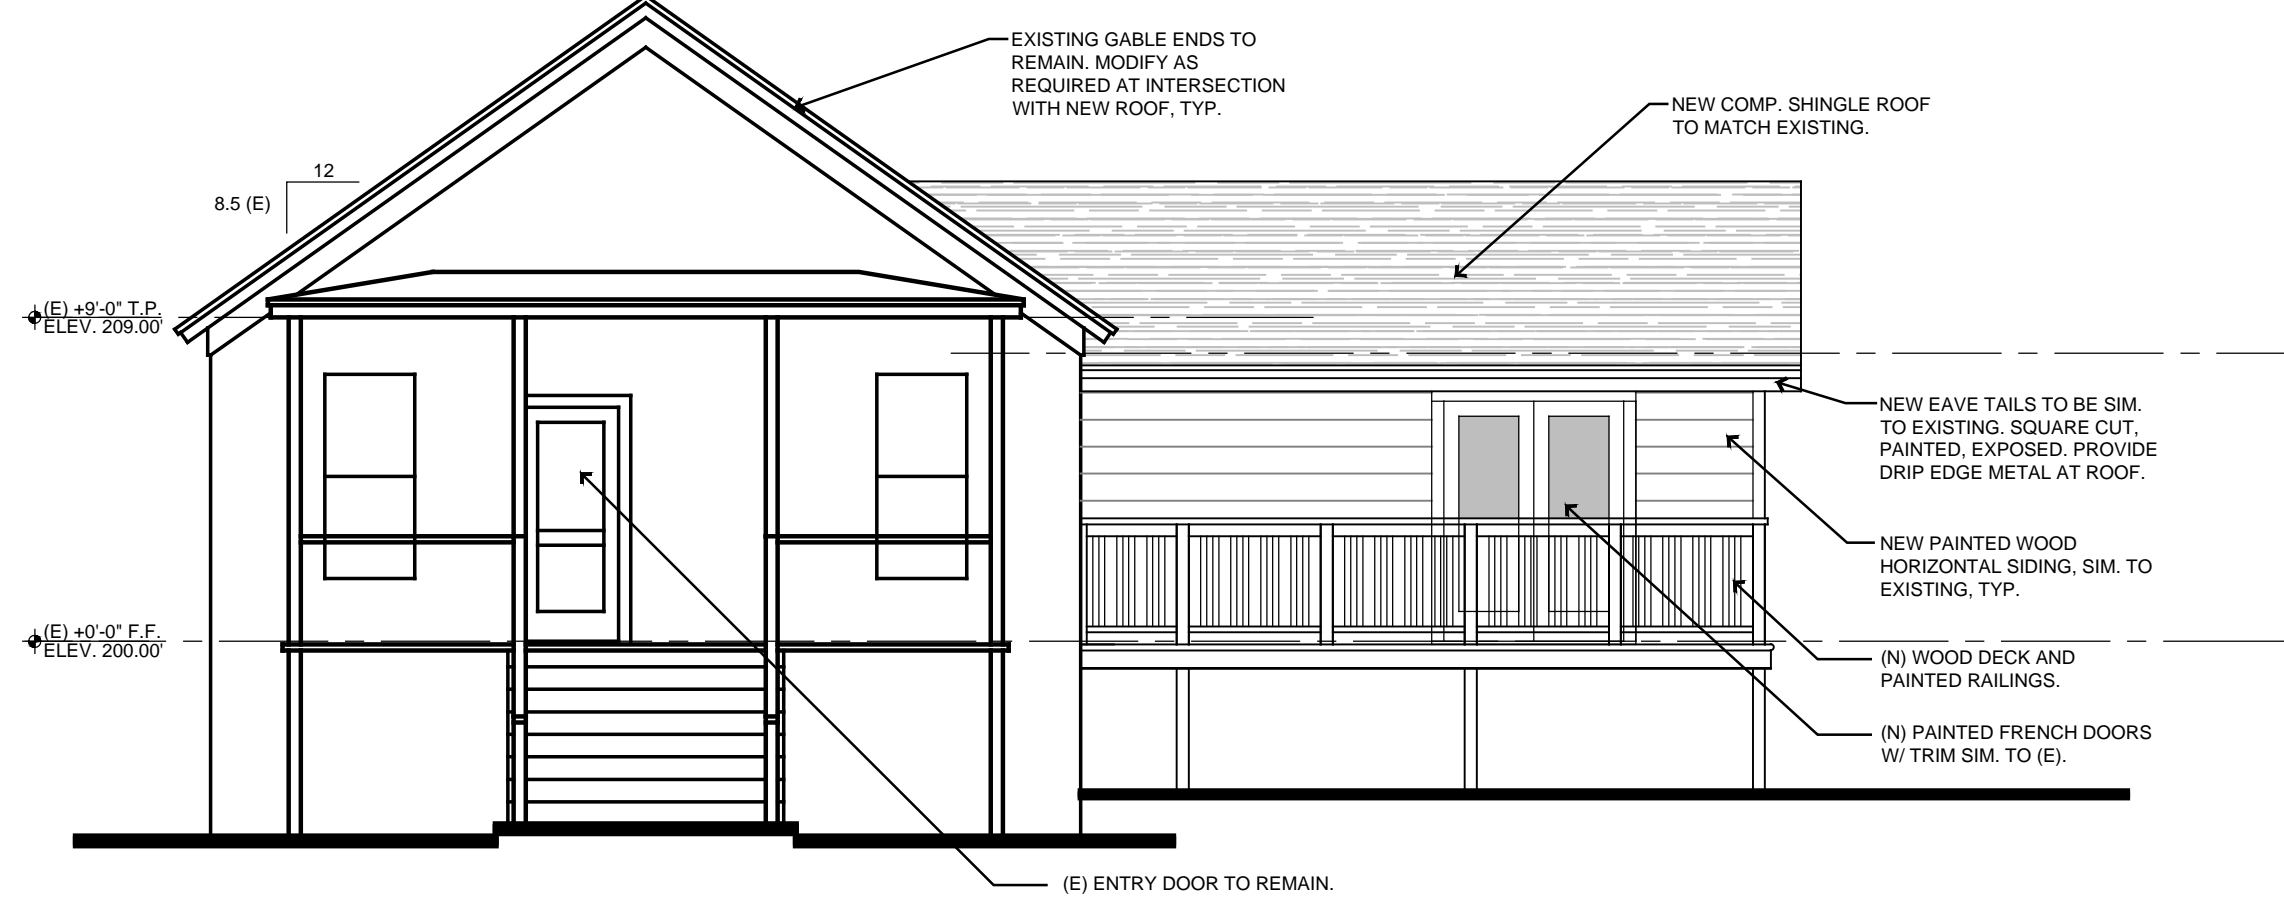 EXISTING GABLE ENDS TO
REMAIN. MODIFY AS
REQUIRED AT INTERSECTION
WITH NEW ROOF, TYP.
NEW COMP. SHINGLE ROOF
TO MATCH EXISTING.
12
8.5 (E)
(E) +9'-0" T.P.
ELEV. 209.00'
NEW EAVE TAILS TO BE SIM.
TO EXISTING. SQUARE CUT,
PAINTED, EXPOSED. PROVIDE
DRIP EDGE METAL AT ROOF.
NEW PAINTED WOOD
HORIZONTAL SIDING, SIM. TO
EXISTING, TYP.
(E) +0'-0" F.F.
ELEV. 200.00'
(N) WOOD DECK AND
PAINTED RAILINGS.
(N) PAINTED FRENCH DOORS
W/ TRIM SIM. TO (E).
(E) ENTRY DOOR TO REMAIN.